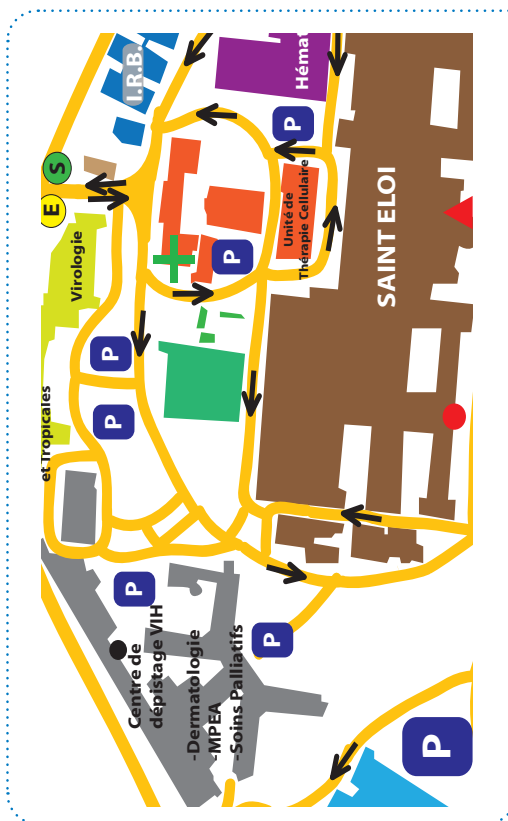 I.R.B.
Hémat
P
S
E
Virologie
Unité de
Thérapie Cellulaire
P
SAINT ELOI
P
P
et Tropicales
P
Centre de
dépistage VIH
-Dermatologie
-MPEA
-Soins Palliatifs
P
P